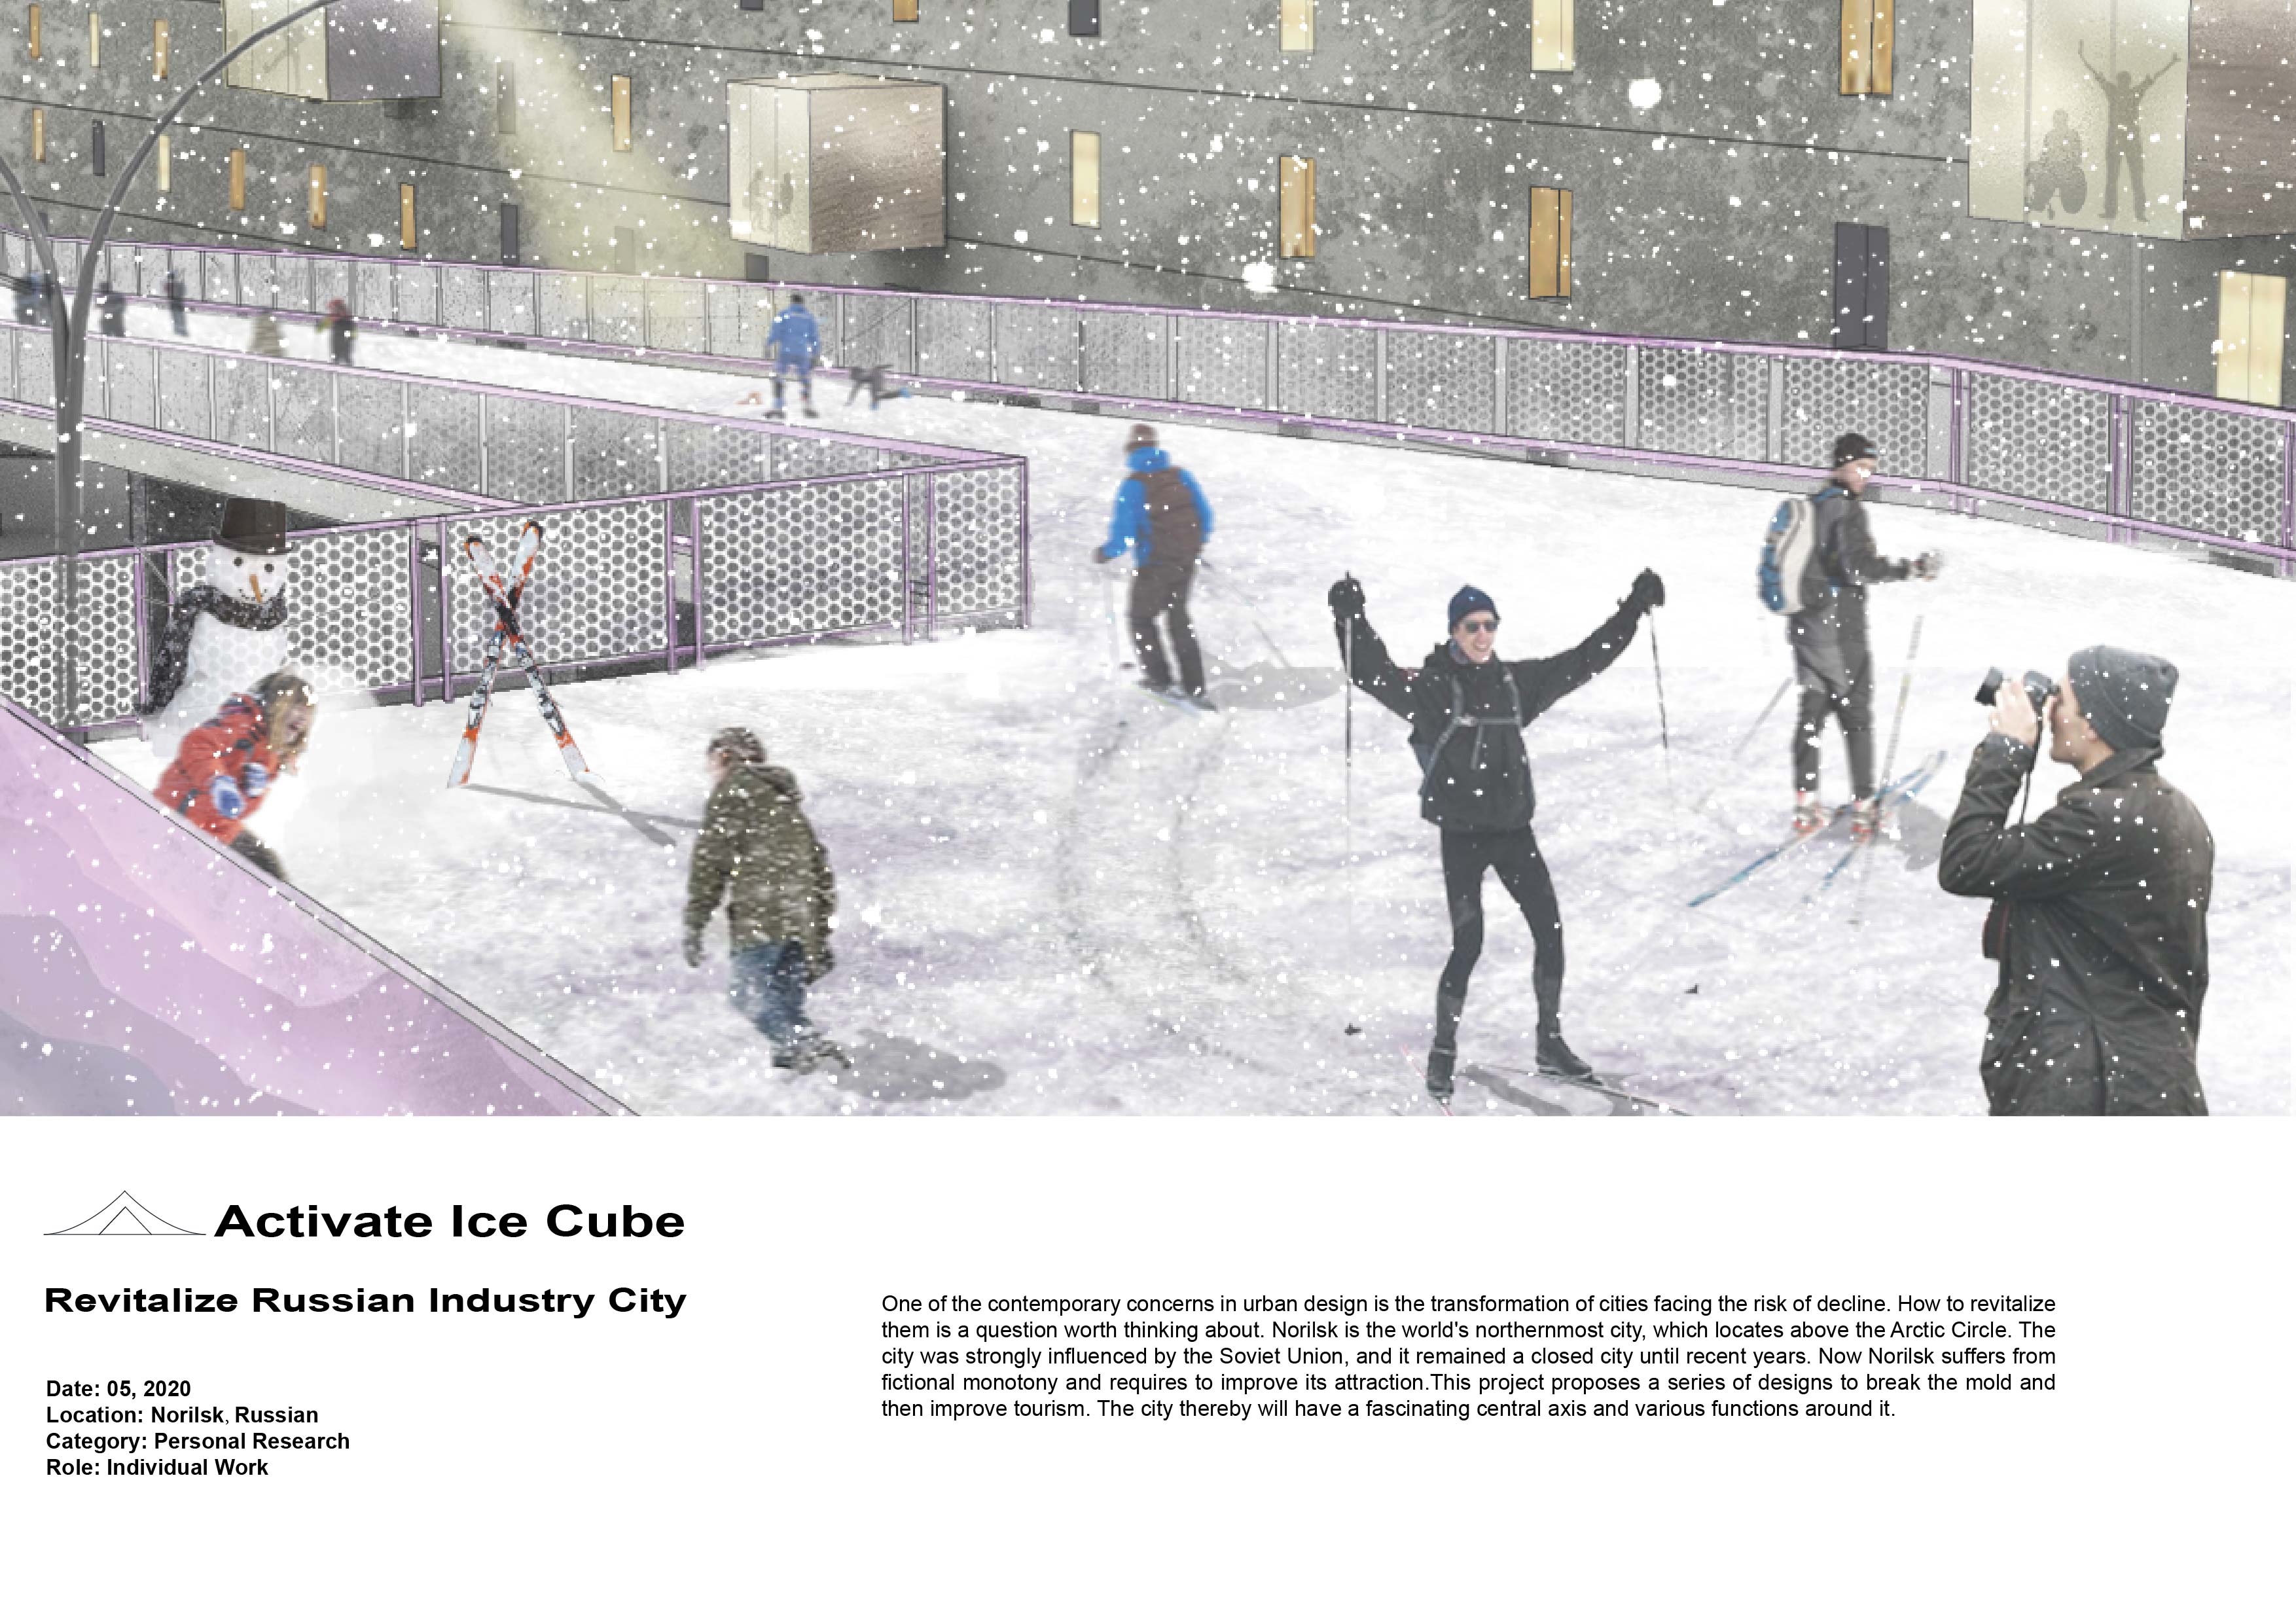 Activate Ice Cube
Revitalize Russian Industry City
Date: 05, 2020
Location: Norilsk, Russian
Category: Personal Research
Role: Individual Work
One of the contemporary concerns in urban design is the transformation of cities facing the risk of decline. How to revitalize
them is a question worth thinking about. Norilsk is the world's northernmost city, which locates above the Arctic Circle. The
city was strongly influenced by the Soviet Union, and it remained a closed city until recent years. Now Norilsk suffers from
fictional monotony and requires to improve its attraction.This project proposes a series of designs to break the mold and
then improve tourism. The city thereby will have a fascinating central axis and various functions around it.